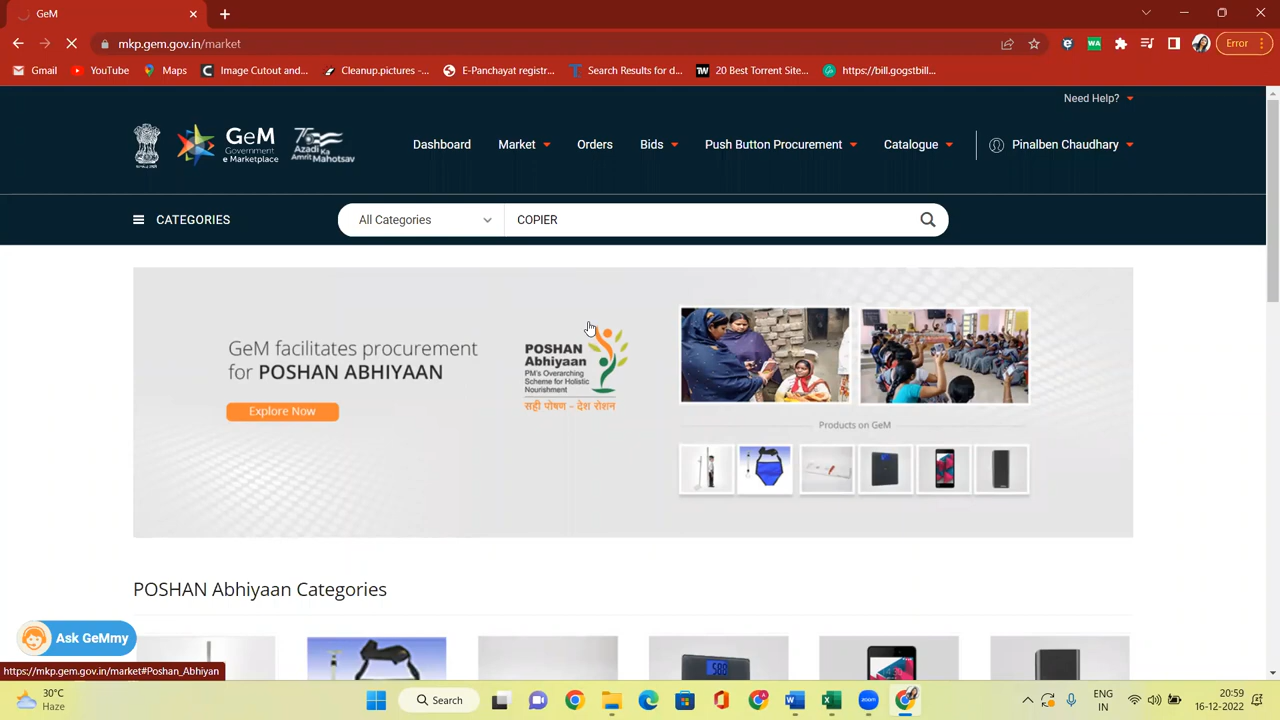 GeM
mkp.gem.gov.in/market
Error
Gmail
YouTube
Maps
Image Cutout and...
Cleanup.pictures -...
E-Panchayat registr...
Search Results for d...
20 Best Torrent Site...
https://bill.gogstbill...
Need Help?
GeM
Government
e Marketplace
Azadi Ka
Amrit Mahotsav
Dashboard
Market
Orders
Bids
Push Button Procurement
Catalogue
Pinalben Chaudhary
CATEGORIES
All Categories
COPIER
GeM facilitates procurement
for POSHAN ABHIYAAN
Explore Now
POSHAN
Abhiyaan
PM's Overarching
Scheme for Holistic
Nourishment
सही पोषण - देश रोशन
Products on GeM
POSHAN Abhiyaan Categories
Ask GeMmy
https://mkp.gem.gov.in/market#Poshan_Abhiyan
30°C
Haze
Search
zoom
ENG
IN
20:59
16-12-2022